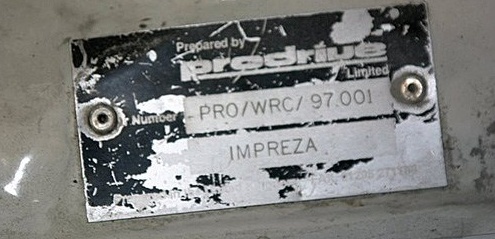 Prepared by
prodrive
Limited
Number PRO/WRC/97.001
IMPREZA